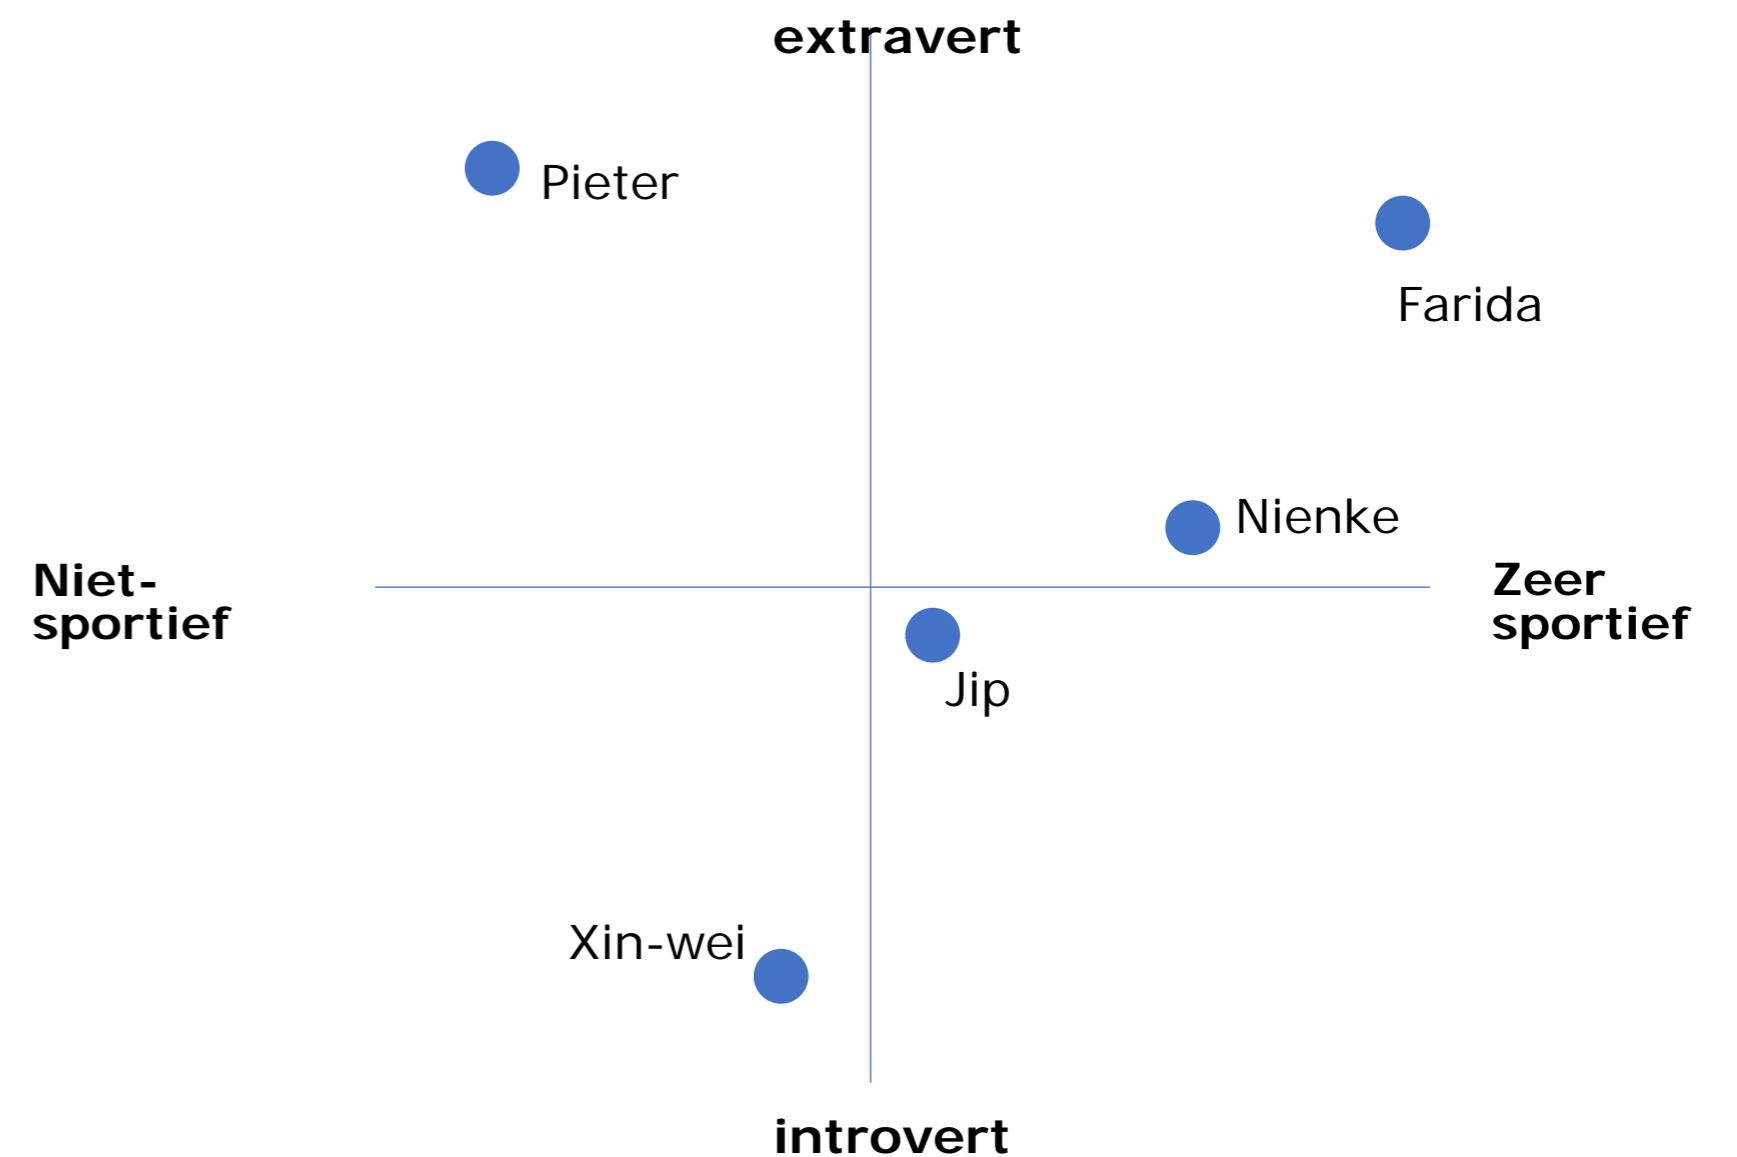 extravert
Pieter
Farida
Nienke
Niet-
sportief
Zeer
sportief
Jip
Xin-wei
introvert